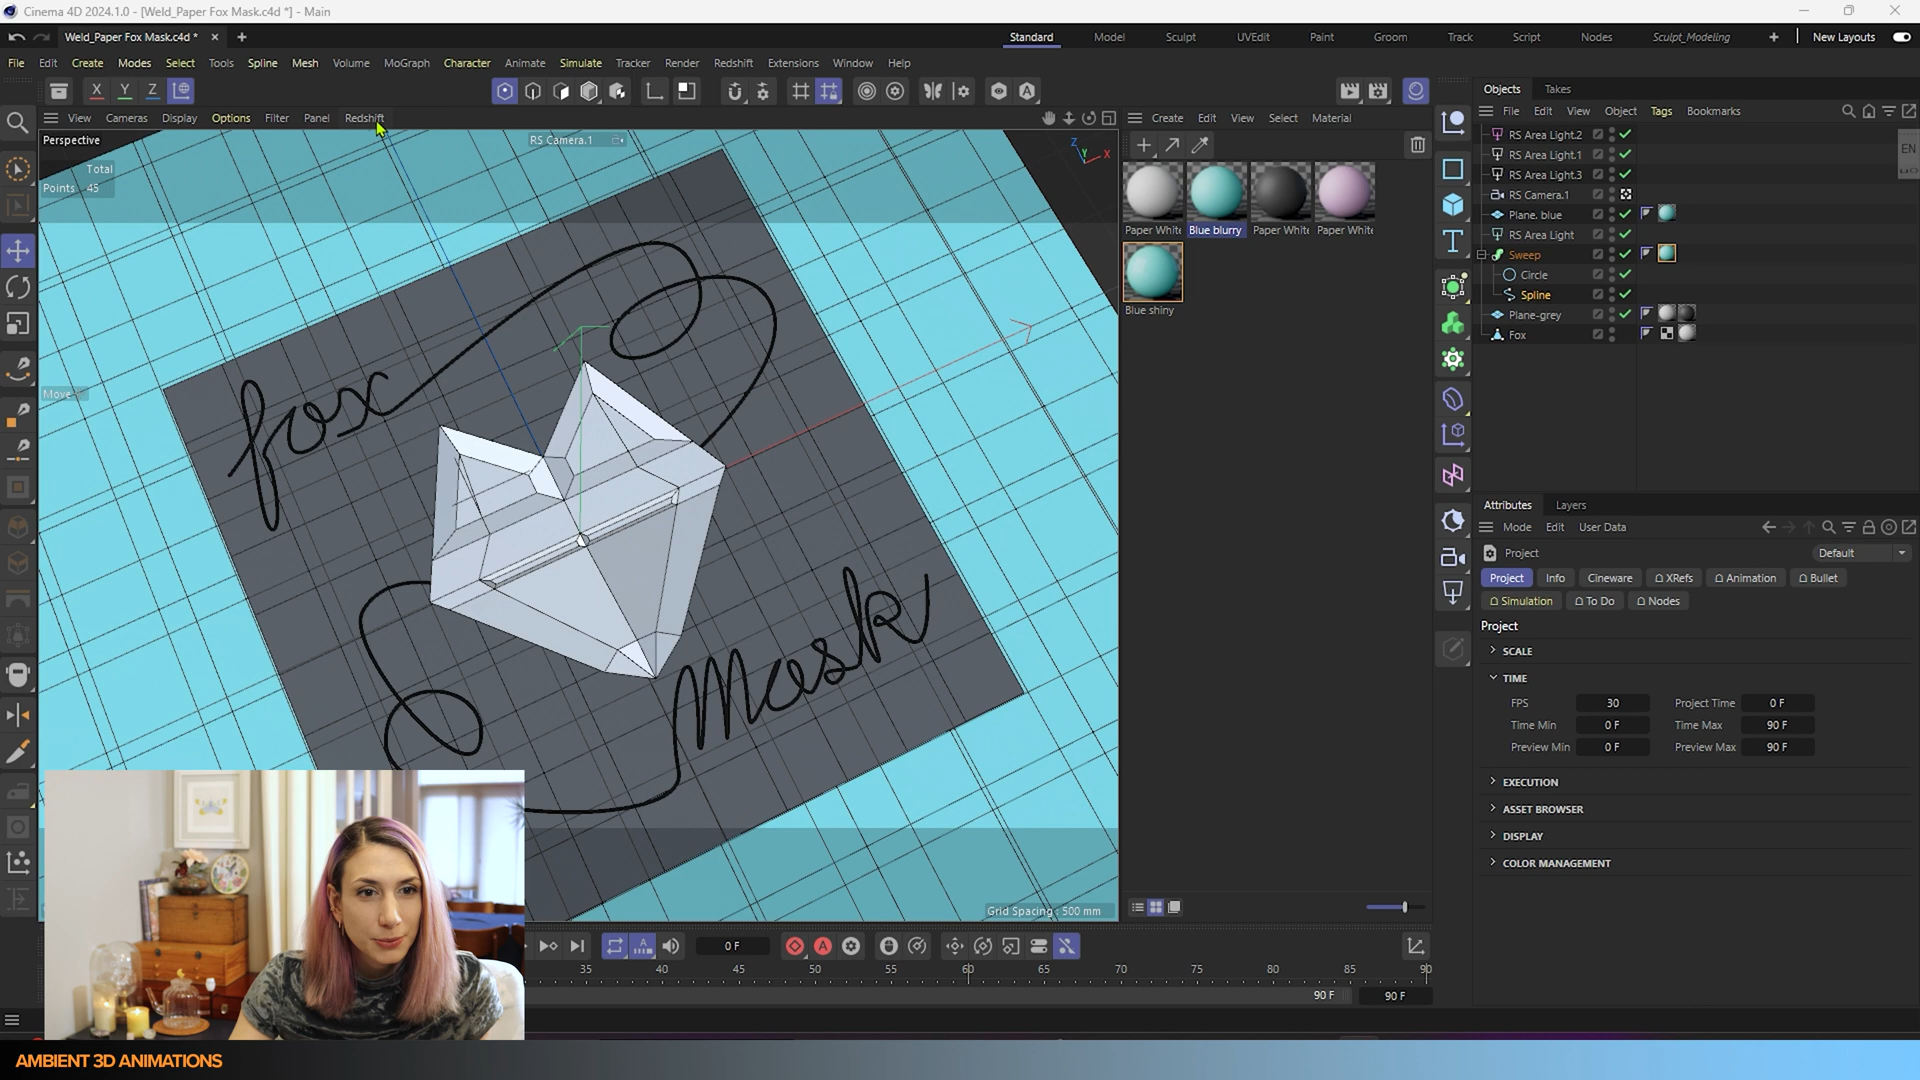 Cinema 4D 2024.1.0 - [Weld_Paper Fox Mask.c4d *] - Main
Weld_Paper Fox Mask.c4d *
Standard Model Sculpt UVEdit Paint Groom Track Script Nodes Sculpt_Modeling New Layouts
File Edit Create Modes Select Tools Spline Mesh Volume MoGraph Character Animate Simulate Tracker Render Redshift Extensions Window Help
X Y Z
View Cameras Display Options Filter Panel Redshift
Perspective
RS Camera.1
Z Y X
Total
Points 45
Move
fox
Mask
Grid Spacing : 500 mm
Create Edit View Select Material
Paper White Blue blurry Paper White Paper White
Blue shiny
Objects Takes
File Edit View Object Tags Bookmarks
EN
RS Area Light.2
RS Area Light.1
RS Area Light.3
RS Camera.1
Plane. blue
RS Area Light
Sweep
Circle
Spline
Plane-grey
Fox
Attributes Layers
Mode Edit User Data
Project Default
Project Info Cineware XRefs Animation Bullet
Simulation To Do Nodes
Project
SCALE
TIME
FPS 30 Project Time 0 F
Time Min 0 F Time Max 90 F
Preview Min 0 F Preview Max 90 F
EXECUTION
ASSET BROWSER
DISPLAY
COLOR MANAGEMENT
0 F
35 40 45 50 55 60 65 70 75 80 85 90
90 F 90 F
AMBIENT 3D ANIMATIONS